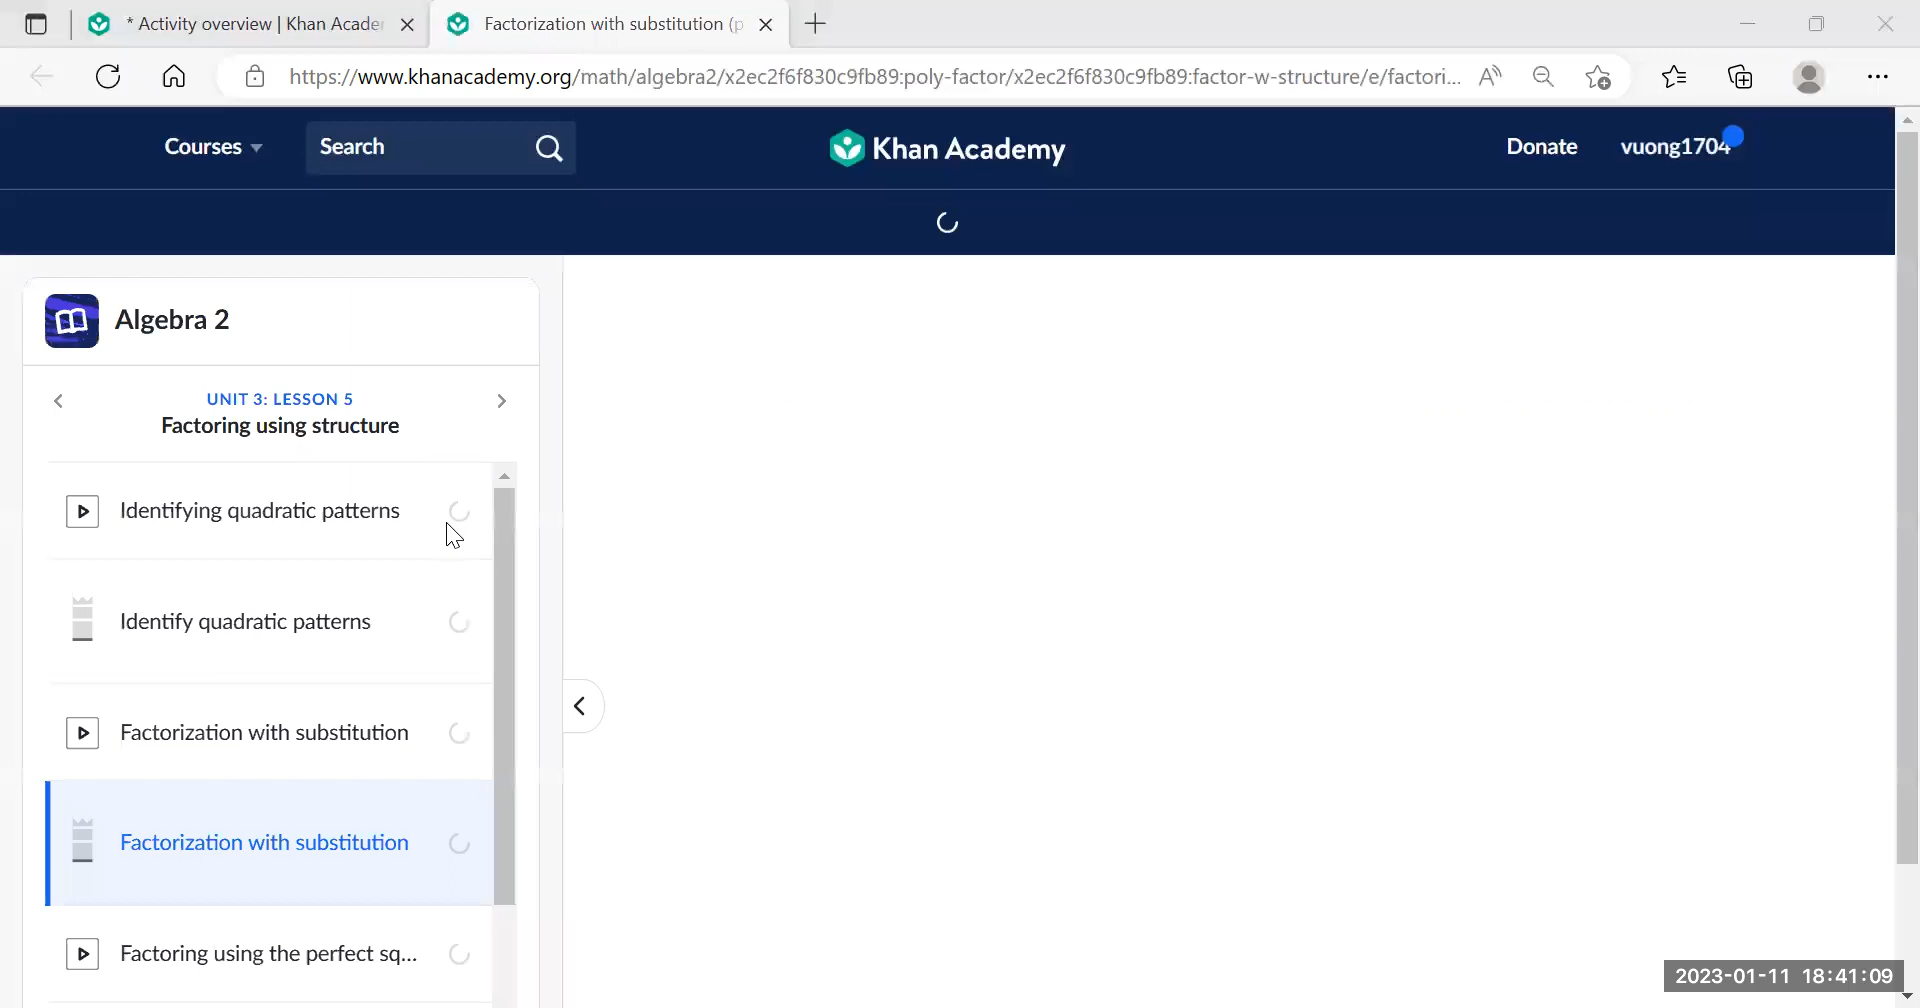 * Activity overview | Khan Acade
Factorization with substitution (p
https://www.khanacademy.org/math/algebra2/x2ec2f6f830c9fb89:poly-factor/x2ec2f6f830c9fb89:factor-w-structure/e/factori...
Courses
Search
Khan Academy
Donate
vuong1704
Algebra 2
UNIT 3: LESSON 5
Factoring using structure
Identifying quadratic patterns
Identify quadratic patterns
Factorization with substitution
Factorization with substitution
Factoring using the perfect sq...
2023-01-11 18:41:09